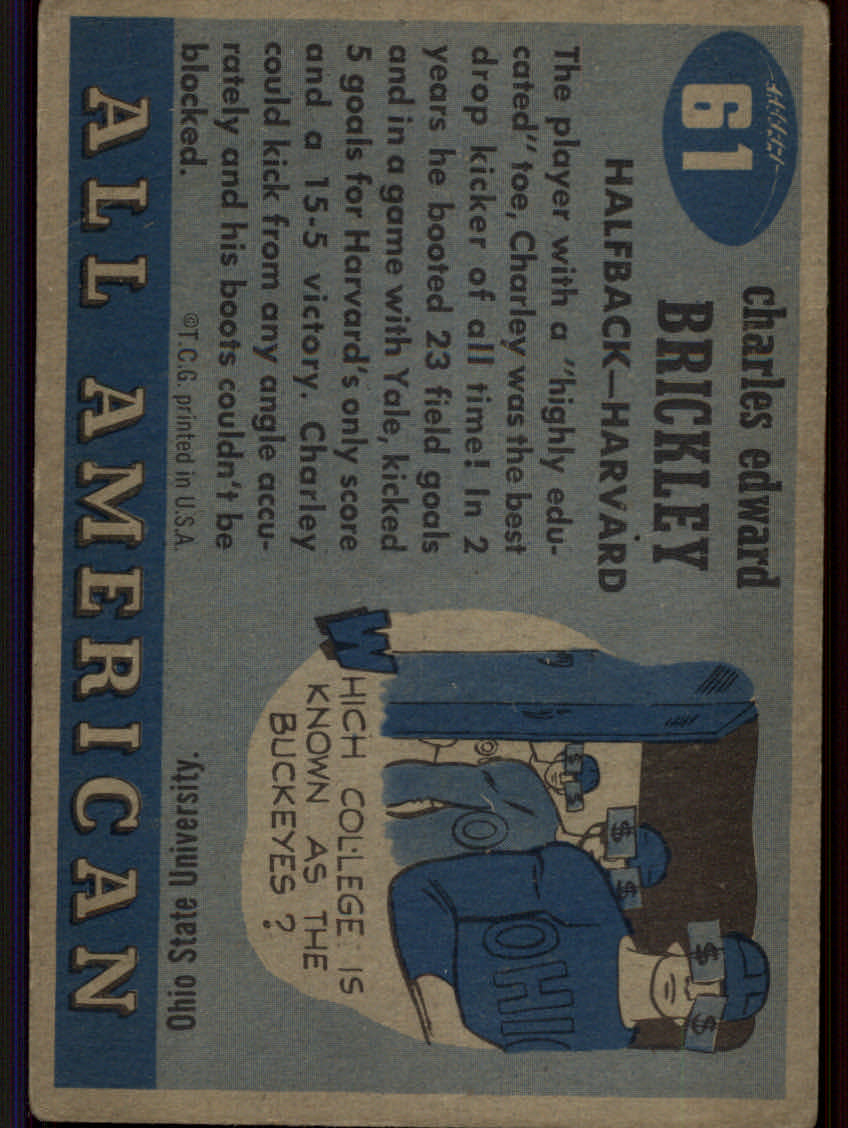 61
charles edward
BRICKLEY
HALFBACK—HARVARD
The player with a "highly edu-
cated" toe, Charley was the best
drop kicker of all time! In 2
years he booted 23 field goals
and in a game with Yale, kicked
5 goals for Harvard's only score
and a 15-5 victory. Charley
could kick from any angle accu-
rately and his boots couldn't be
blocked.
©T.C.G. printed in U.S.A.
$ $
$ $
$ $
OHIO
O
WHICH COLLEGE IS
KNOWN AS THE
BUCKEYES?
Ohio State University.
ALL AMERICAN